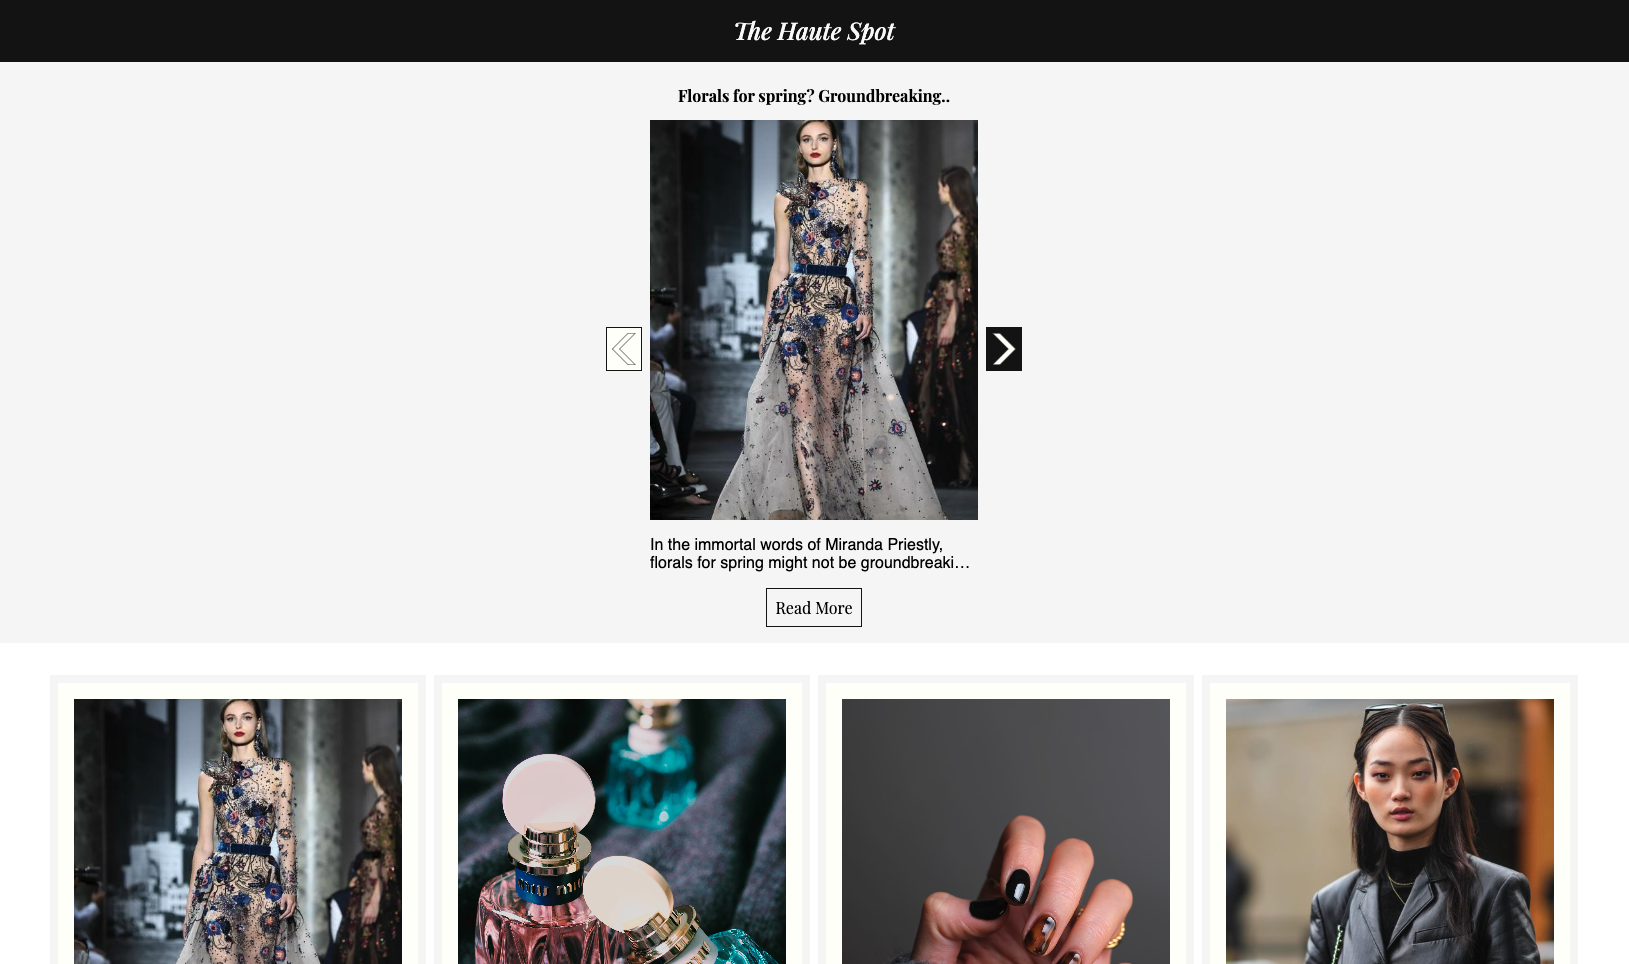 The Haute Spot
Florals for spring? Groundbreaking..
In the immortal words of Miranda Priestly,
florals for spring might not be groundbreaki…
Read More
miu miu